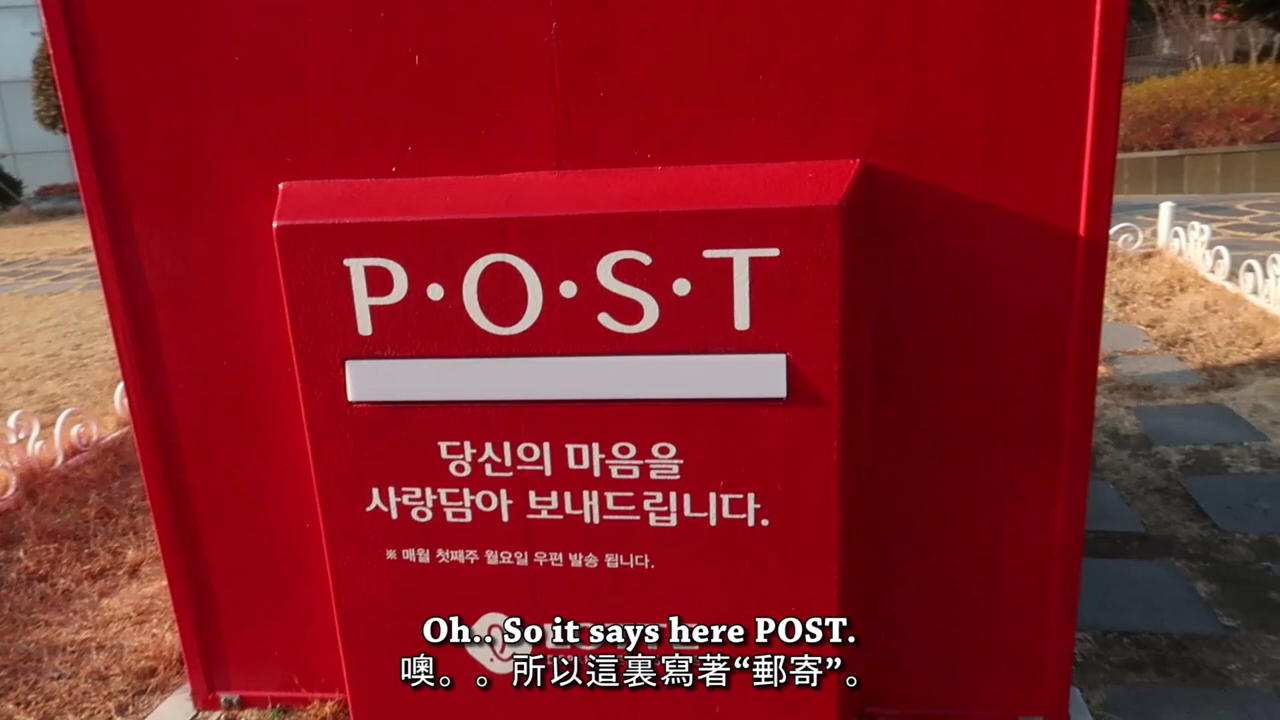 P·O·S·T
당신의 마음을
사랑담아 보내드립니다.
※ 매월 첫째주 월요일 우편 발송 됩니다.
Oh.. So it says here POST.
噢。。所以這裏寫著“郵寄”。